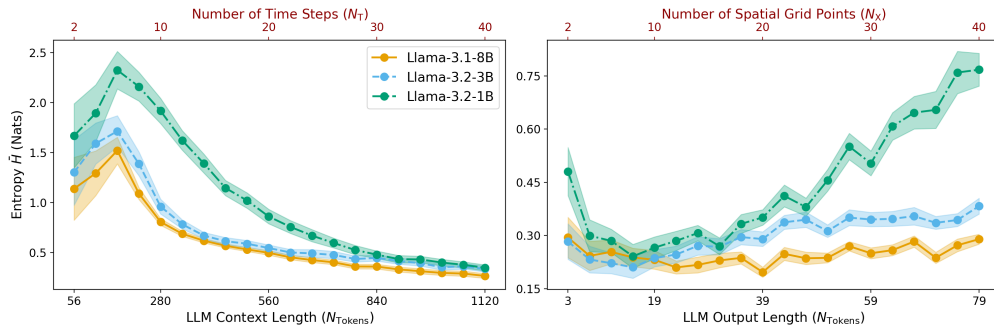 Number of Time Steps (N_T)
2 10 20 30 40
Entropy H̄ (Nats)
2.5
2.0
1.5
1.0
0.5
Llama-3.1-8B
Llama-3.2-3B
Llama-3.2-1B
56 280 560 840 1120
LLM Context Length (N_Tokens)
Number of Spatial Grid Points (N_X)
3 10 20 30 40
2
0.75
0.60
0.45
0.30
0.15
3 19 39 59 79
LLM Output Length (N_Tokens)